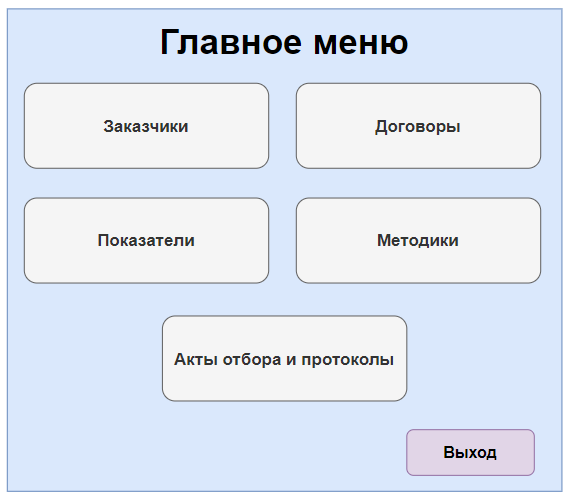 Главное меню
Заказчики
Договоры
Показатели
Методики
Акты отбора и протоколы
Выход